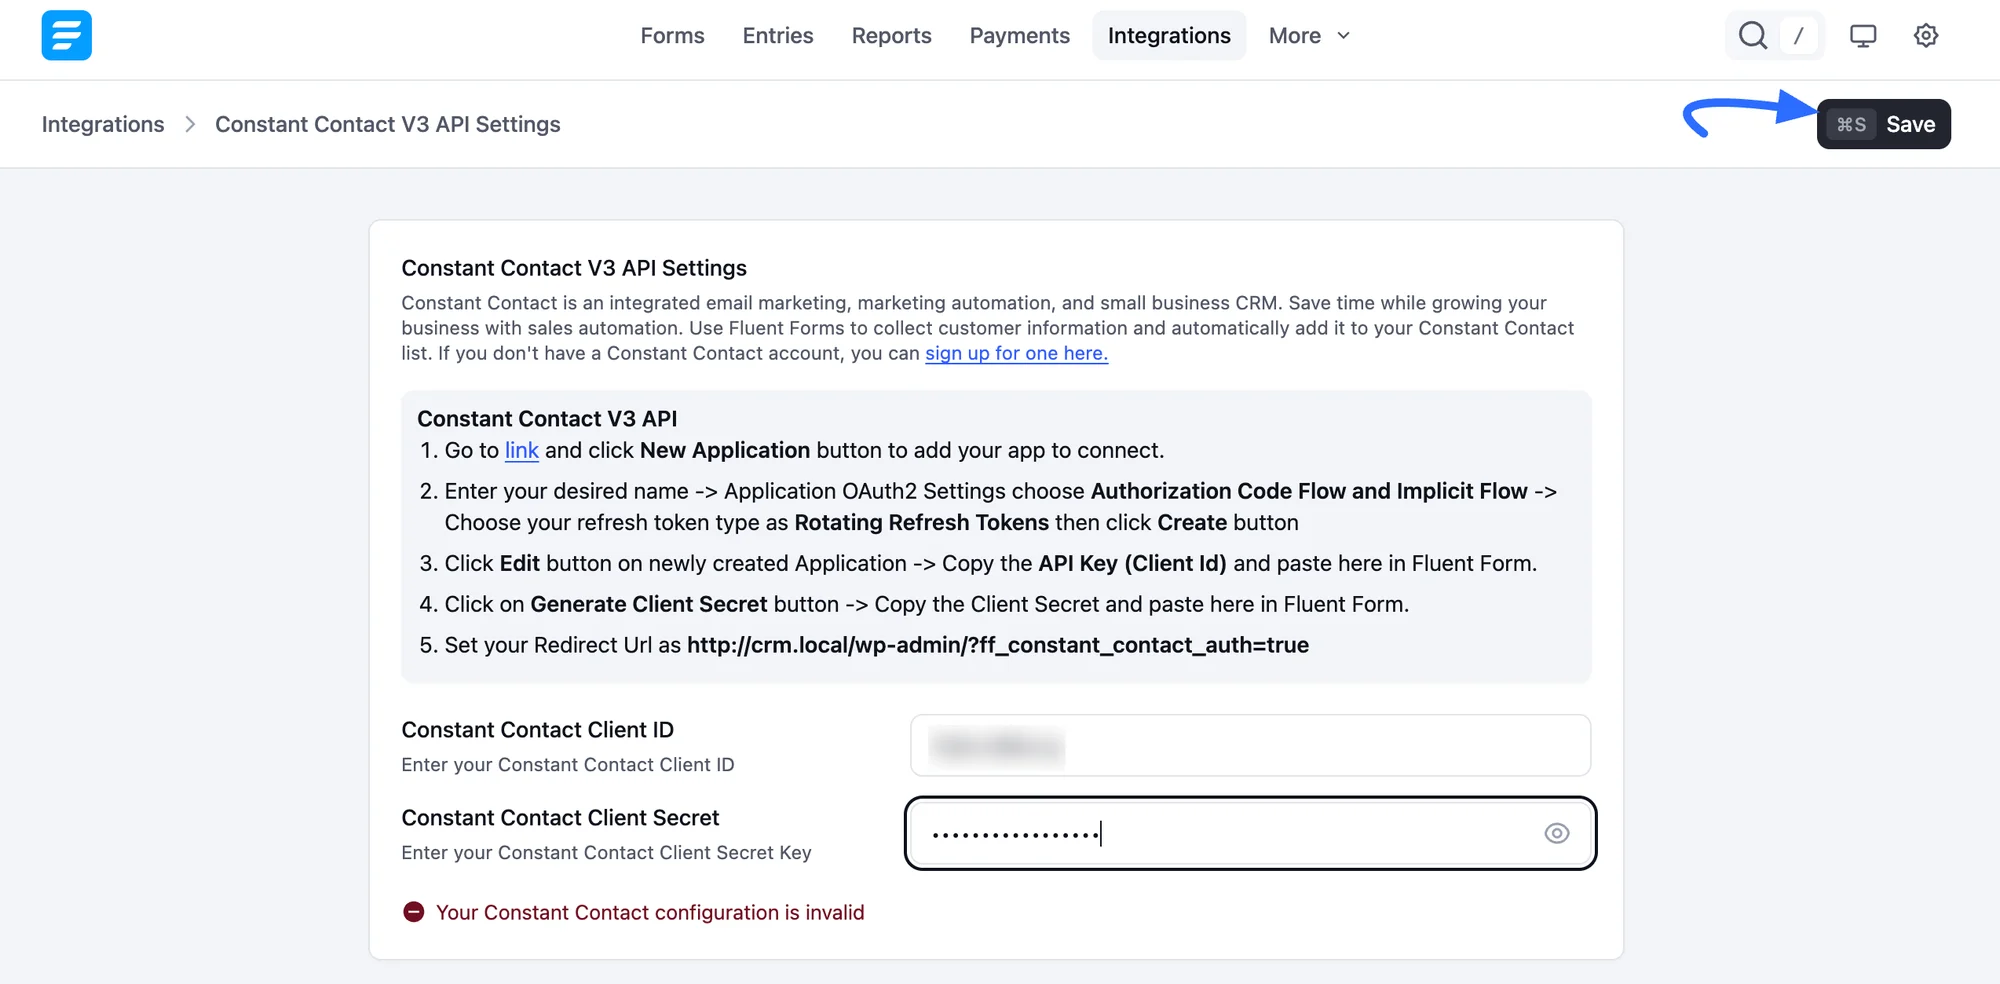 Forms Entries Reports Payments Integrations More /
Integrations > Constant Contact V3 API Settings ⌘S Save
Constant Contact V3 API Settings
Constant Contact is an integrated email marketing, marketing automation, and small business CRM. Save time while growing your
business with sales automation. Use Fluent Forms to collect customer information and automatically add it to your Constant Contact
list. If you don't have a Constant Contact account, you can sign up for one here.
Constant Contact V3 API
1. Go to link and click New Application button to add your app to connect.
2. Enter your desired name -> Application OAuth2 Settings choose Authorization Code Flow and Implicit Flow ->
Choose your refresh token type as Rotating Refresh Tokens then click Create button
3. Click Edit button on newly created Application -> Copy the API Key (Client Id) and paste here in Fluent Form.
4. Click on Generate Client Secret button -> Copy the Client Secret and paste here in Fluent Form.
5. Set your Redirect Url as http://crm.local/wp-admin/?ff_constant_contact_auth=true
Constant Contact Client ID
Enter your Constant Contact Client ID
Constant Contact Client Secret
Enter your Constant Contact Client Secret Key
•••••••••••••••••
Your Constant Contact configuration is invalid